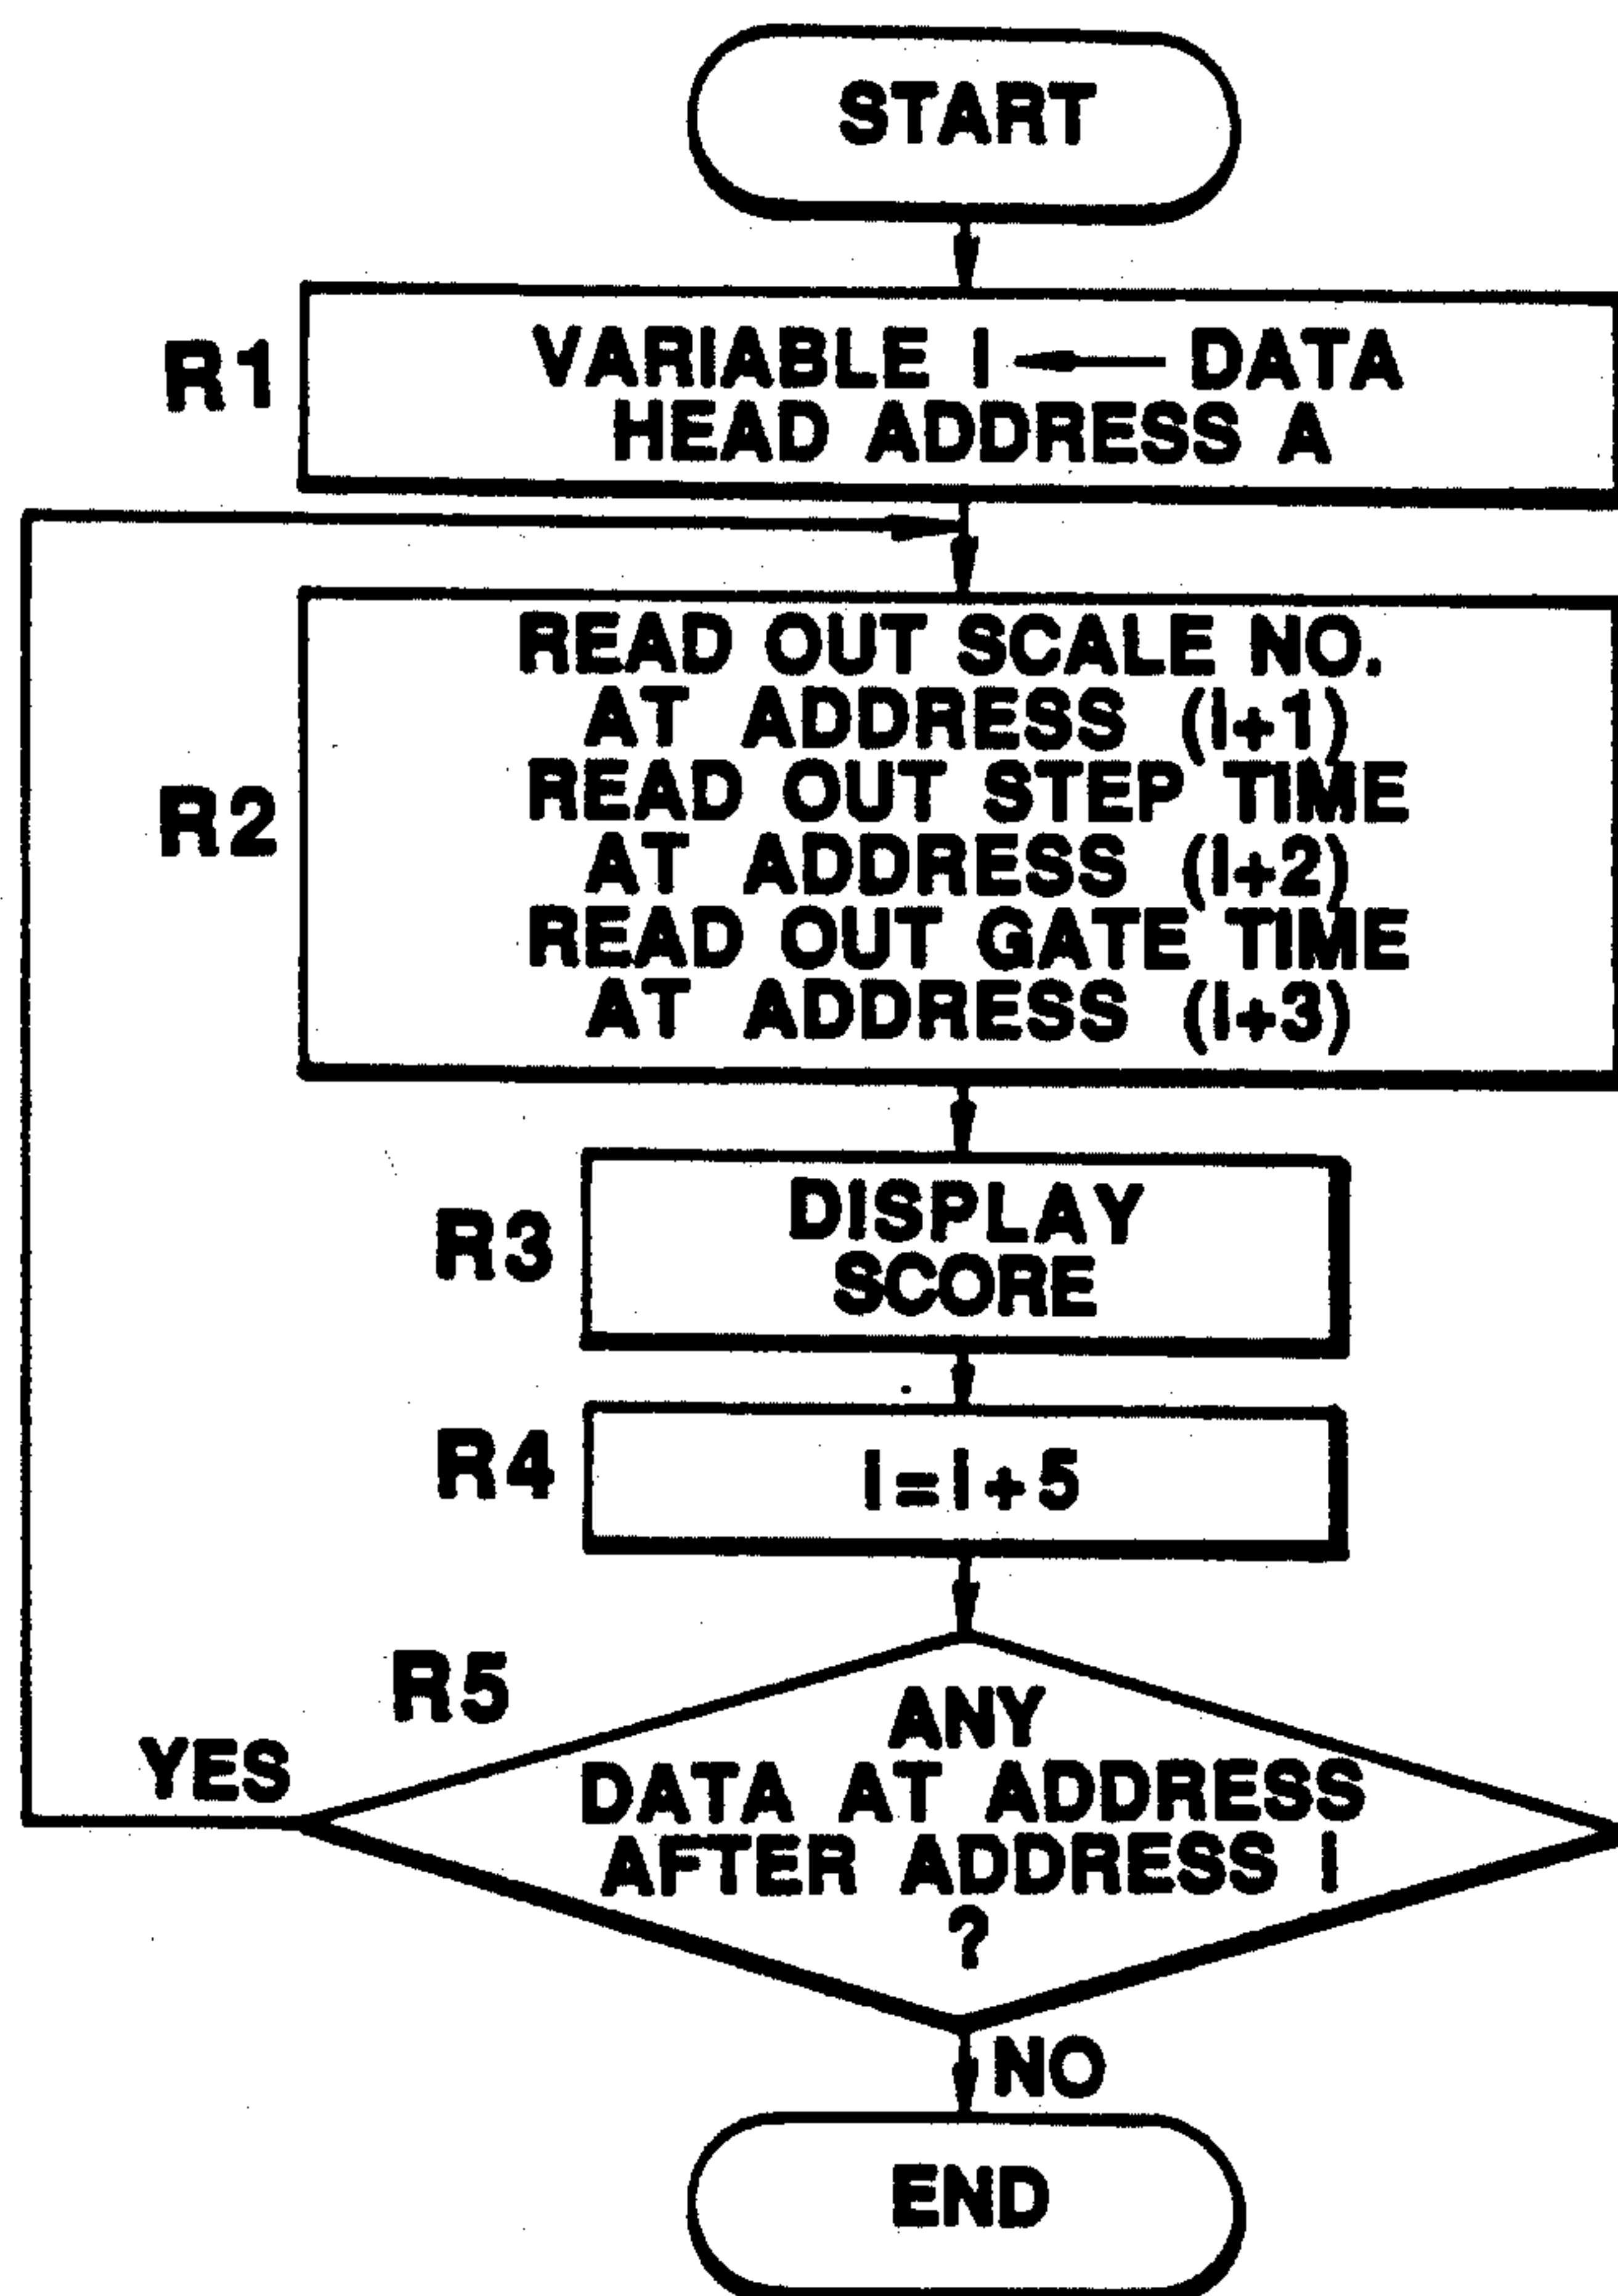 START
R1
VARIABLE I ← DATA
HEAD ADDRESS A
R2
READ OUT SCALE NO.
AT ADDRESS (I+1)
READ OUT STEP TIME
AT ADDRESS (I+2)
READ OUT GATE TIME
AT ADDRESS (I+3)
R3
DISPLAY
SCORE
R4
I=I+5
R5
YES
ANY
DATA AT ADDRESS
AFTER ADDRESS I
?
NO
END